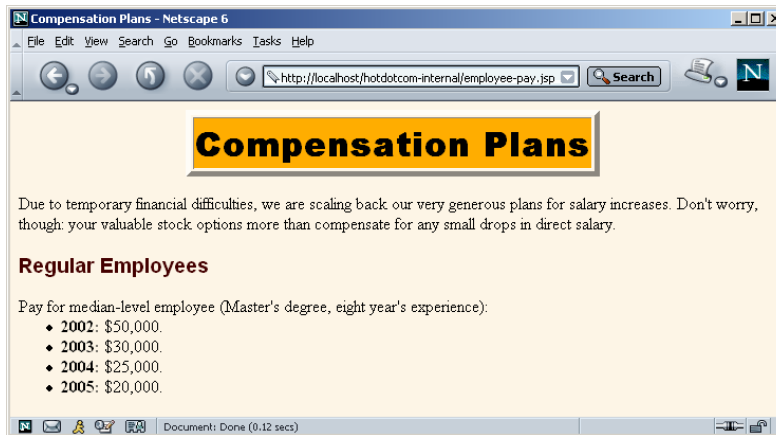 Compensation Plans - Netscape 6
File Edit View Search Go Bookmarks Tasks Help
http://localhost/hotdotcom-internal/employee-pay.jsp Search N
Compensation Plans
Due to temporary financial difficulties, we are scaling back our very generous plans for salary increases. Don't worry,
though: your valuable stock options more than compensate for any small drops in direct salary.
Regular Employees
Pay for median-level employee (Master's degree, eight year's experience):
• 2002: $50,000.
• 2003: $30,000.
• 2004: $25,000.
• 2005: $20,000.
Document: Done (0.12 secs)